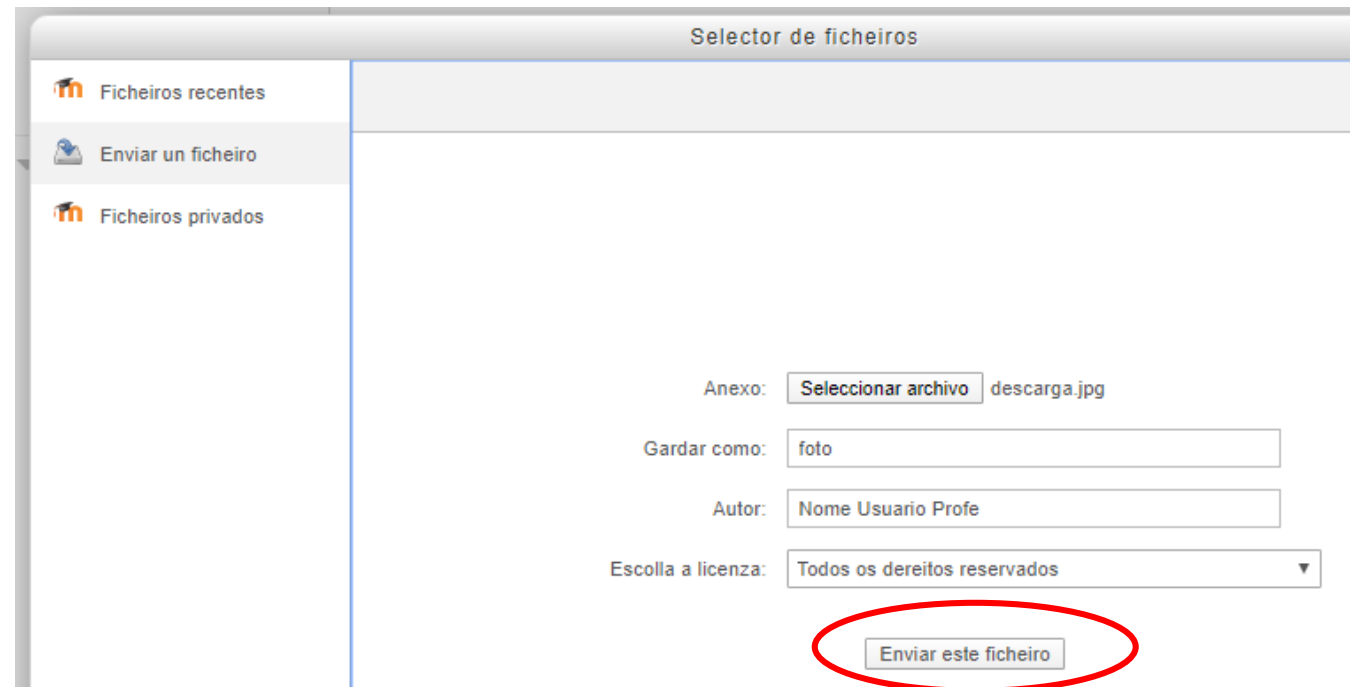 Selector de ficheiros
Ficheiros recentes
Enviar un ficheiro
Ficheiros privados
Anexo: Seleccionar archivo descarga.jpg
Gardar como: foto
Autor: Nome Usuario Profe
Escolla a licenza: Todos os dereitos reservados
Enviar este ficheiro